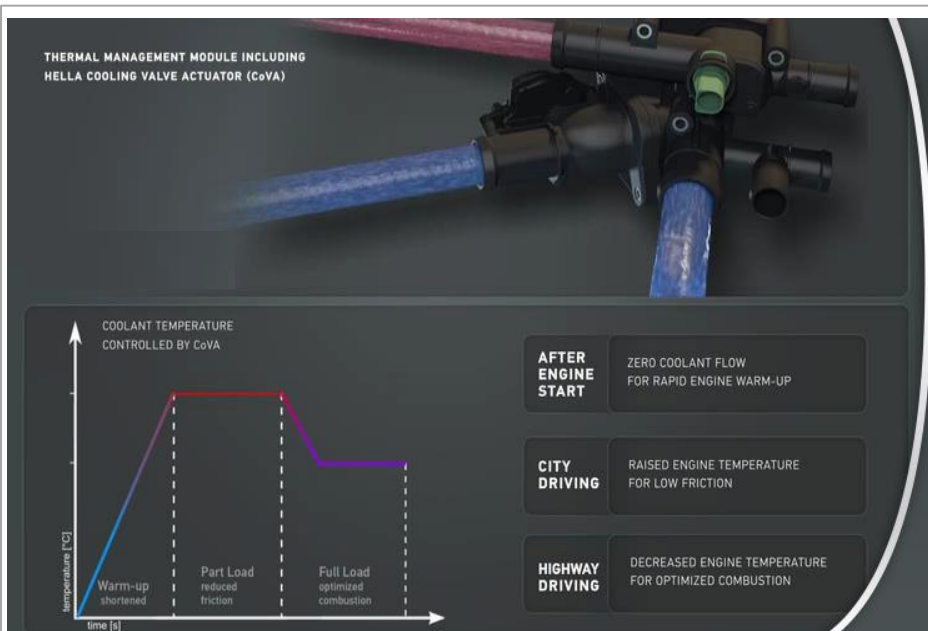 THERMAL MANAGEMENT MODULE INCLUDING
HELLA COOLING VALVE ACTUATOR (CoVA)
COOLANT TEMPERATURE
CONTROLLED BY CoVA
temperature [°C]
Warm-up
shortened
Part Load
reduced
friction
Full Load
optimized
combustion
time [s]
AFTER
ENGINE
START
ZERO COOLANT FLOW
FOR RAPID ENGINE WARM-UP
CITY
DRIVING
RAISED ENGINE TEMPERATURE
FOR LOW FRICTION
HIGHWAY
DRIVING
DECREASED ENGINE TEMPERATURE
FOR OPTIMIZED COMBUSTION